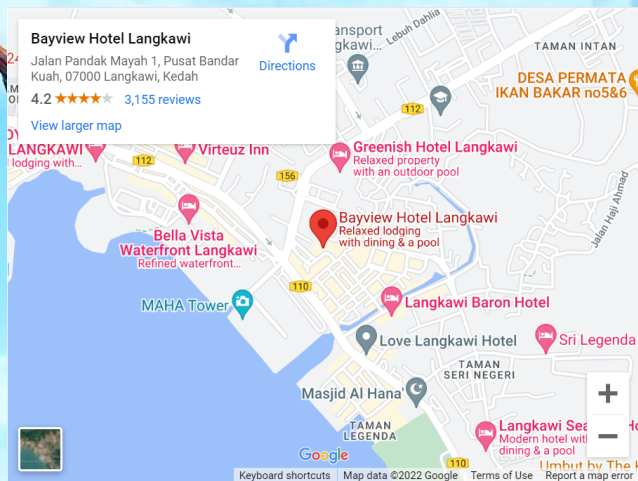 Bayview Hotel Langkawi
Jalan Pandak Mayah 1, Pusat Bandar
Kuah, 07000 Langkawi, Kedah
4.2
3,155 reviews
View larger map
Directions
Lebuh Dahlia
TAMAN INTAN
DESA PERMATA
IKAN BAKAR no5&6
112
LANGKAWI
lodging with...
112
Virteuz Inn
Greenish Hotel Langkawi
Relaxed property
with an outdoor pool
156
Jalan Haji Ahmad
Bella Vista
Waterfront Langkawi
Refined waterfront...
Bayview Hotel Langkawi
Relaxed lodging
with dining & a pool
110
MAHA Tower
Langkawi Baron Hotel
Love Langkawi Hotel
Sri Legenda
TAMAN
SERI NEGERI
Masjid Al Hana'
TAMAN
LEGENDA
Langkawi Sea
Modern hotel with
dining & a pool
110
Umbut by The
Google
Keyboard shortcuts
Map data ©2022 Google
Terms of Use
Report a map error